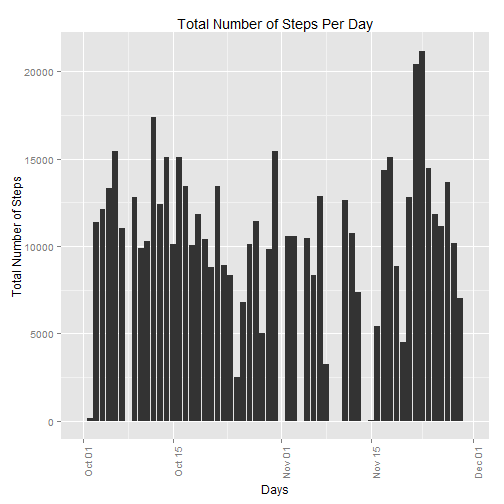 Total Number of Steps Per Day
Total Number of Steps
20000
15000
10000
5000
0
Oct 01
Oct 15
Nov 01
Nov 15
Dec 01
Days